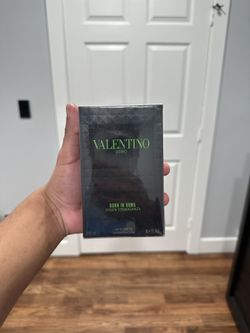 VALENTINO
UOMO
BORN IN ROMA
GREEN STRAVAGANZA